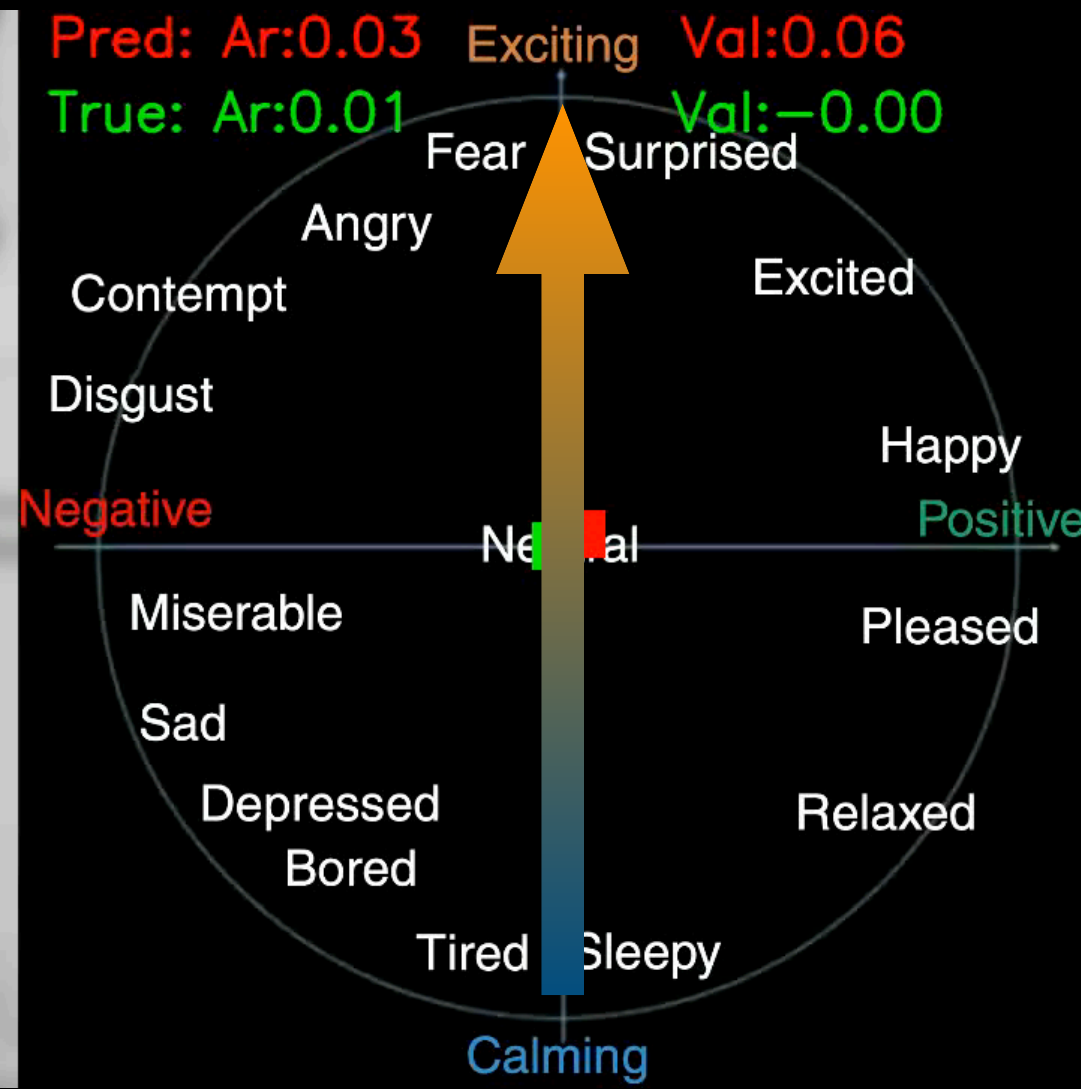 Pred: Ar:0.03 Exciting Val:0.06
True: Ar:0.01 Val:-0.00
Fear Surprised
Angry
Excited
Contempt
Disgust
Happy
Negative
Positive
Miserable
Pleased
Sad
Depressed
Relaxed
Bored
Tired Sleepy
Calming